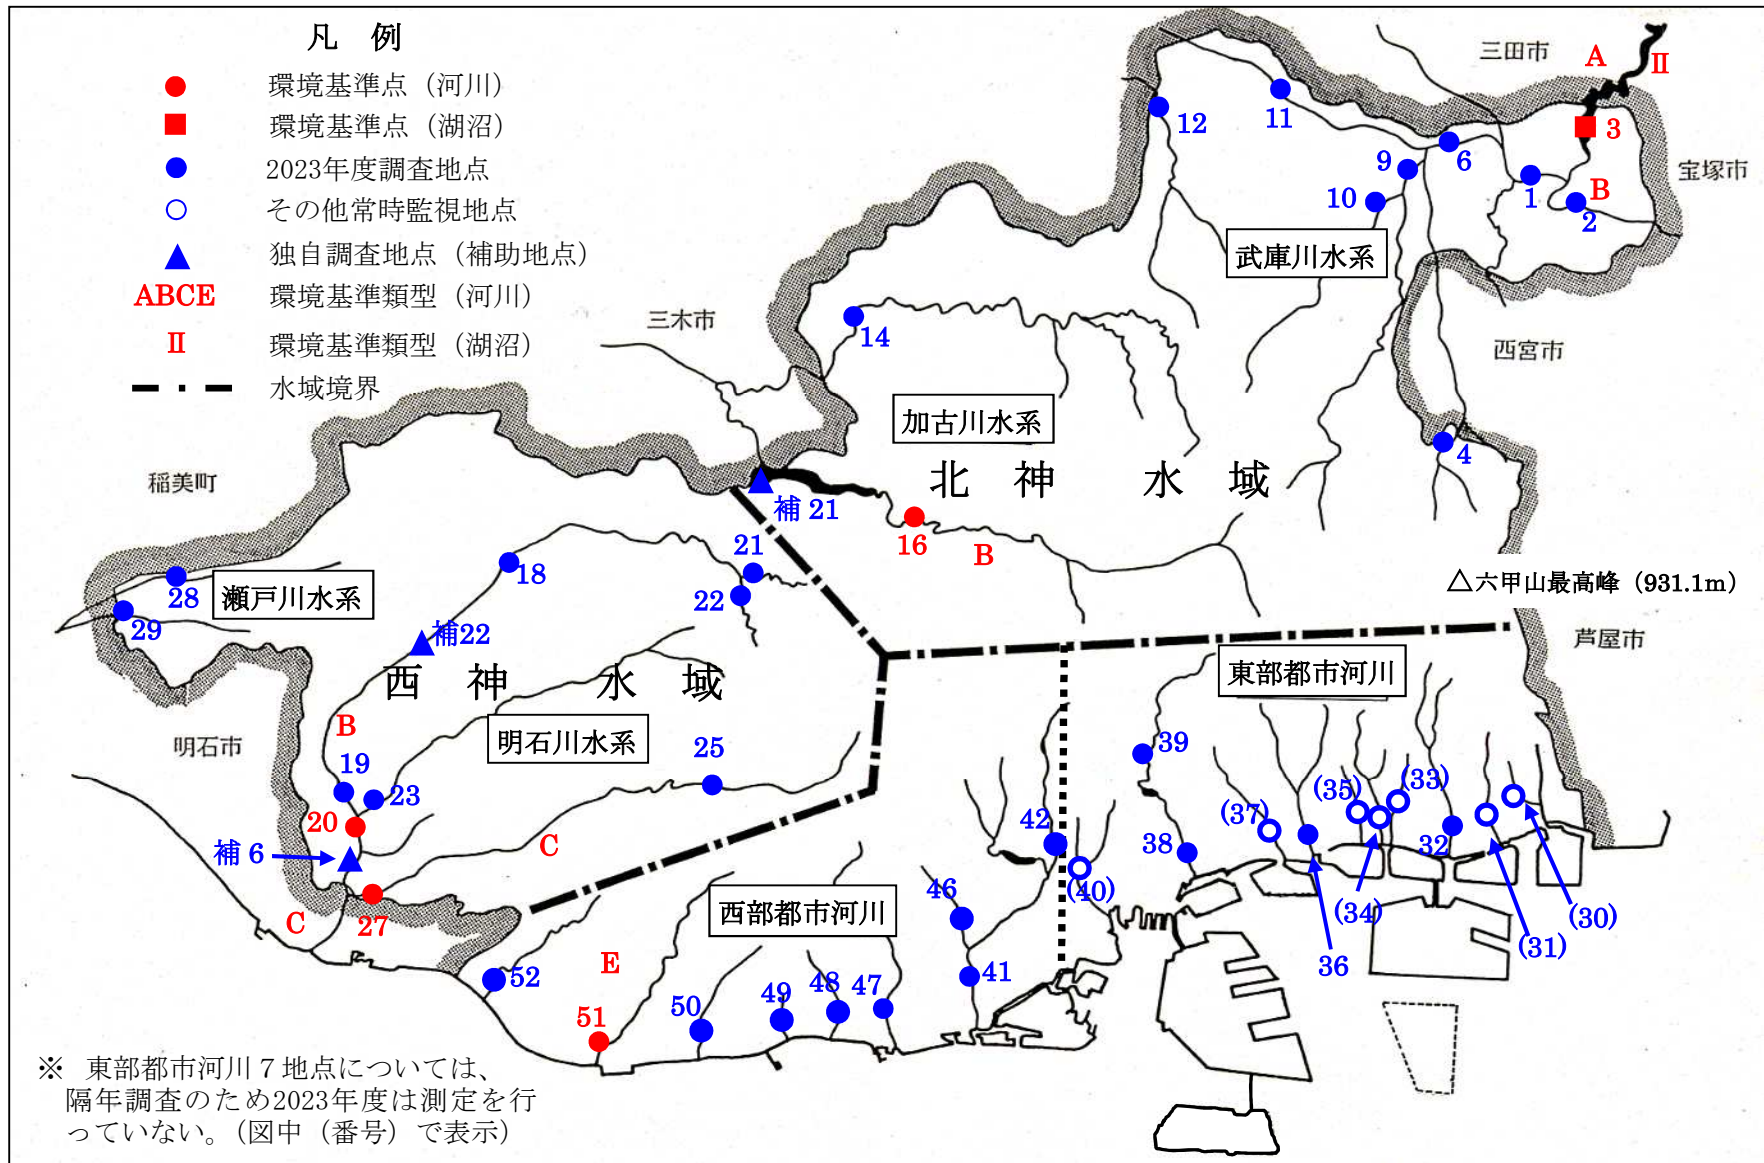 凡 例
環境基準点（河川）
環境基準点（湖沼）
2023年度調査地点
その他常時監視地点
独自調査地点（補助地点）
ABCE 環境基準類型（河川）
Ⅱ 環境基準類型（湖沼）
水域境界
三田市
A
Ⅱ
3
宝塚市
12
11
6
9
10
1
B
2
武庫川水系
三木市
14
西宮市
加古川水系
4
北神 水域
稲美町
補 21
16
B
21
18
22
28
瀬戸川水系
29
補22
△六甲山最高峰（931.1m）
芦屋市
西神 水域
東部都市河川
B
明石市
明石川水系
25
39
19
23
20
補 6
C
42
(37)
(35)
(33)
38
32
(40)
(34)
36
(31)
(30)
27
C
西部都市河川
46
41
52
E
51
50
49
48
47
※ 東部都市河川７地点については、
隔年調査のため2023年度は測定を行
っていない。（図中（番号）で表示）